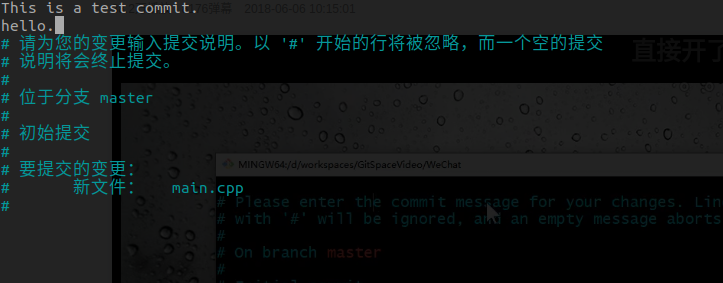 This is a test commit.
76弹幕 2018-06-06 10:15:01
hello.
# 请为您的变更输入提交说明。以 '#' 开始的行将被忽略，而一个空的提交
# 说明将会终止提交。
直接开了
#
# 位于分支 master
#
# 初始提交
#
# 要提交的变更：
# 新文件： main.cpp
#
MINGW64:/d/workspaces/GitSpaceVideo/WeChat
# Please enter the commit message for your changes. Lin
# with '#' will be ignored, and an empty message aborts
#
# On branch master
#